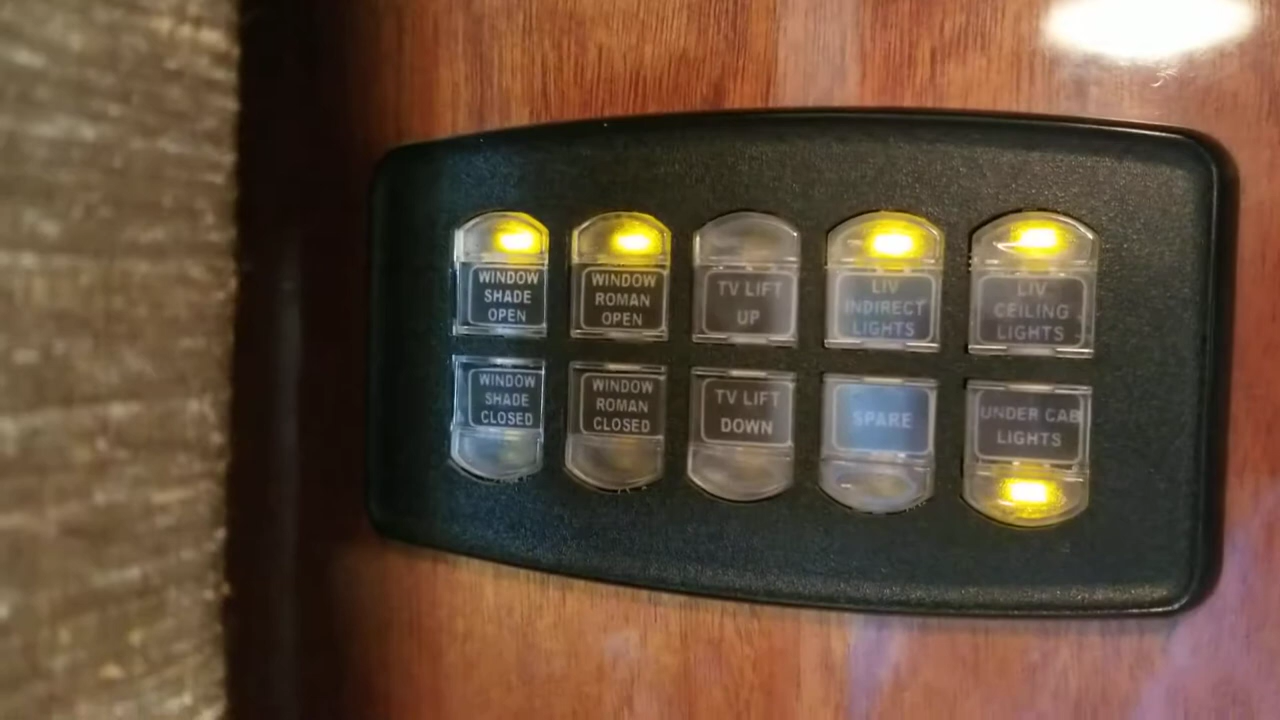 WINDOW
SHADE
OPEN
WINDOW
ROMAN
OPEN
TV LIFT
UP
LIV
INDIRECT
LIGHTS
LIV
CEILING
LIGHTS
WINDOW
SHADE
CLOSED
WINDOW
ROMAN
CLOSED
TV LIFT
DOWN
SPARE
UNDER CAB
LIGHTS